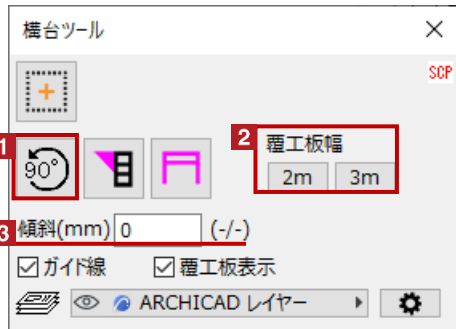 構台ツール
SCP
1
90°
2
覆工板幅
2m 3m
3
傾斜(mm) 0 (-/-)
ガイド線 覆工板表示
ARCHICAD レイヤー